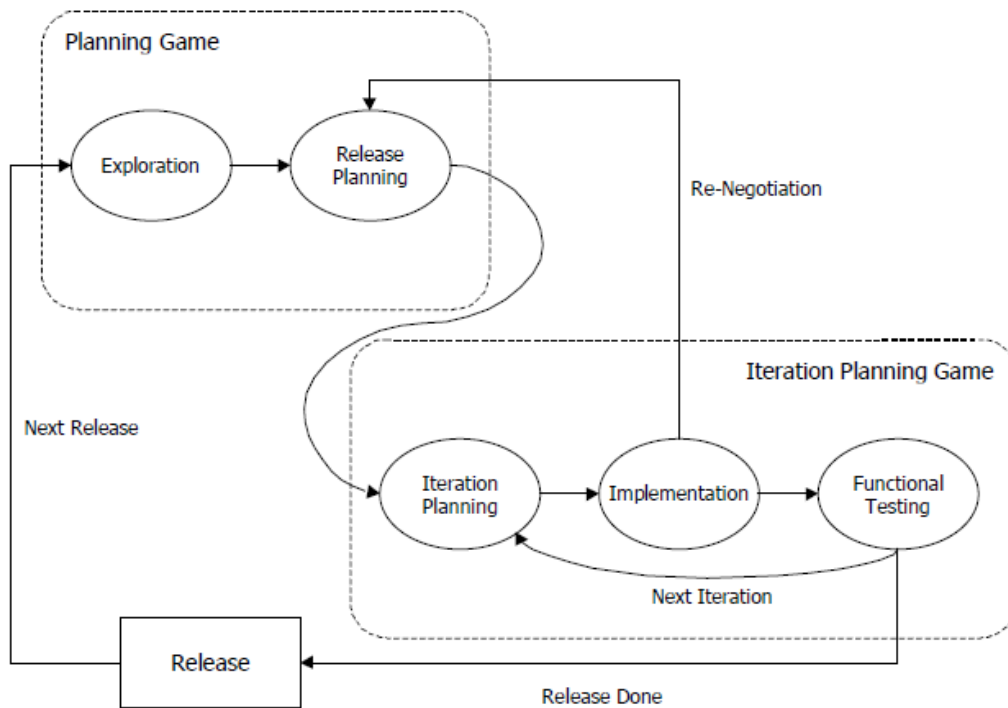 Planning Game
Exploration
Release
Planning
Re-Negotiation
Iteration Planning Game
Next Release
Iteration
Planning
Implementation
Functional
Testing
Next Iteration
Release
Release Done